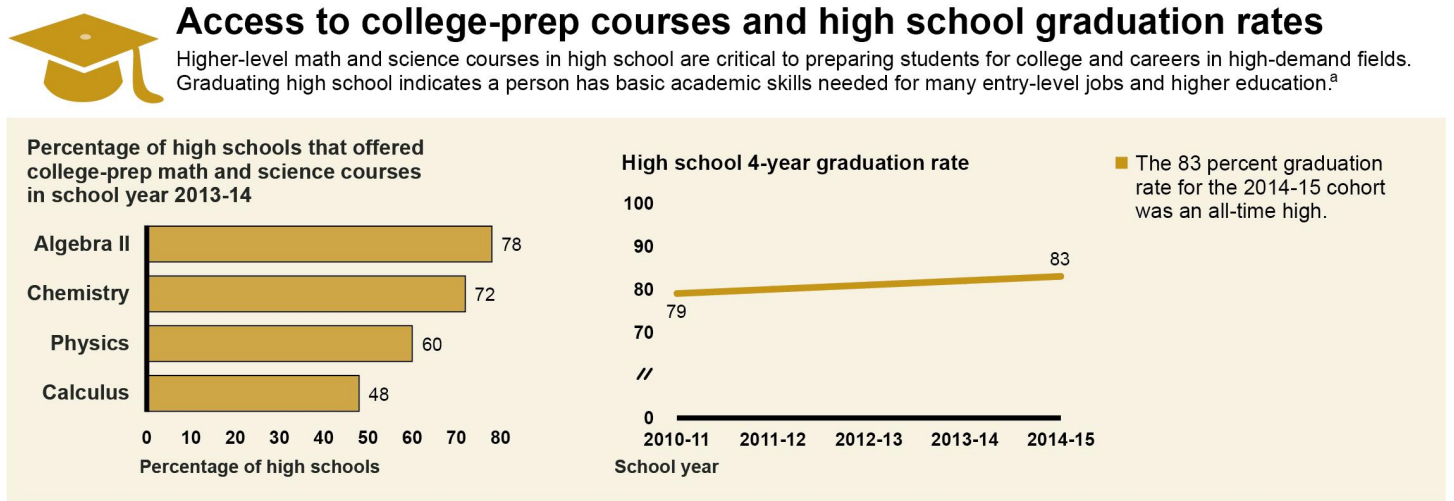 Access to college-prep courses and high school graduation rates
Higher-level math and science courses in high school are critical to preparing students for college and careers in high-demand fields.
Graduating high school indicates a person has basic academic skills needed for many entry-level jobs and higher education.a
Percentage of high schools that offered
college-prep math and science courses
in school year 2013-14
Algebra II 78
Chemistry 72
Physics 60
Calculus 48
0 10 20 30 40 50 60 70 80
Percentage of high schools
High school 4-year graduation rate
100
90
80
70
//
0
79
83
2010-11 2011-12 2012-13 2013-14 2014-15
School year
The 83 percent graduation
rate for the 2014-15 cohort
was an all-time high.